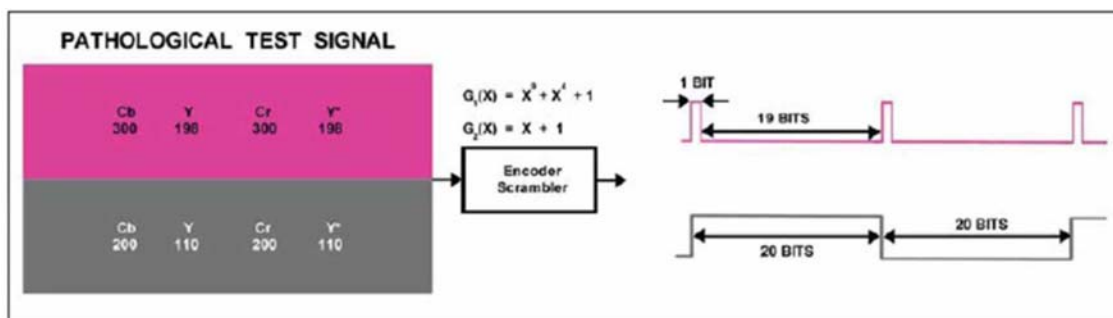 PATHOLOGICAL TEST SIGNAL
Cb Y Cr Y*
300 198 300 198
Cb Y Cr Y*
200 110 200 110
G₁(X) = X⁹ + X⁴ + 1
G₂(X) = X + 1
Encoder
Scrambler
1 BIT
19 BITS
20 BITS
20 BITS